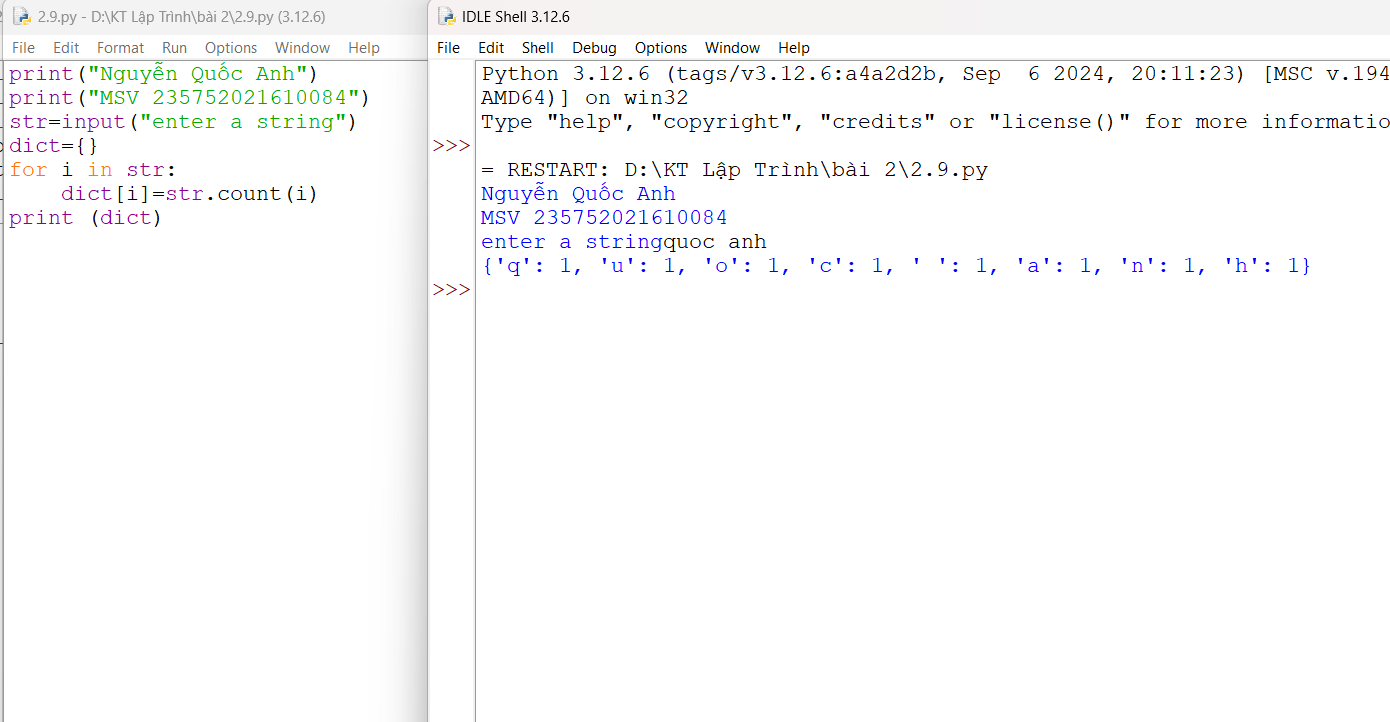 2.9.py - D:\KT Lập Trình\bài 2\2.9.py (3.12.6)
File Edit Format Run Options Window Help
print("Nguyễn Quốc Anh")
print("MSV 235752021610084")
str=input("enter a string")
dict={}
for i in str:
    dict[i]=str.count(i)
print (dict)
IDLE Shell 3.12.6
File Edit Shell Debug Options Window Help
Python 3.12.6 (tags/v3.12.6:a4a2d2b, Sep  6 2024, 20:11:23) [MSC v.194
AMD64)] on win32
Type "help", "copyright", "credits" or "license()" for more informatio
>>>
= RESTART: D:\KT Lập Trình\bài 2\2.9.py
Nguyễn Quốc Anh
MSV 235752021610084
enter a stringquoc anh
{'q': 1, 'u': 1, 'o': 1, 'c': 1, ' ': 1, 'a': 1, 'n': 1, 'h': 1}
>>>